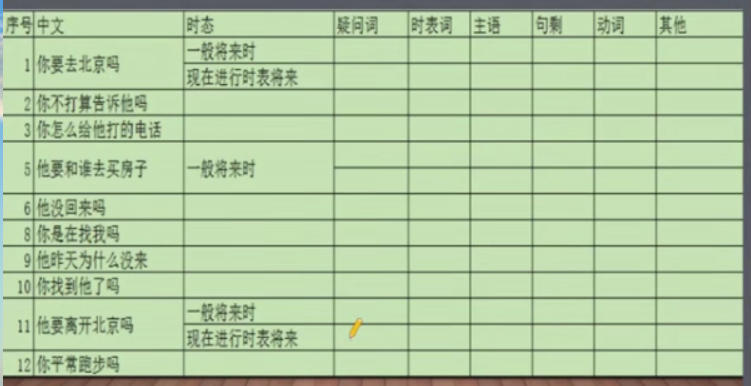 序号 中文 时态 疑问词 时表词 主语 句剩 动词 其他
1 你要去北京吗 一般将来时
现在进行时表将来
2 你不打算告诉他吗
3 你怎么给他打的电话
5 他要和谁去买房子 一般将来时
6 他没回来吗
8 你是在找我吗
9 他昨天为什么没来
10 你找到他了吗
11 他要离开北京吗 一般将来时
现在进行时表将来
12 你平常跑步吗